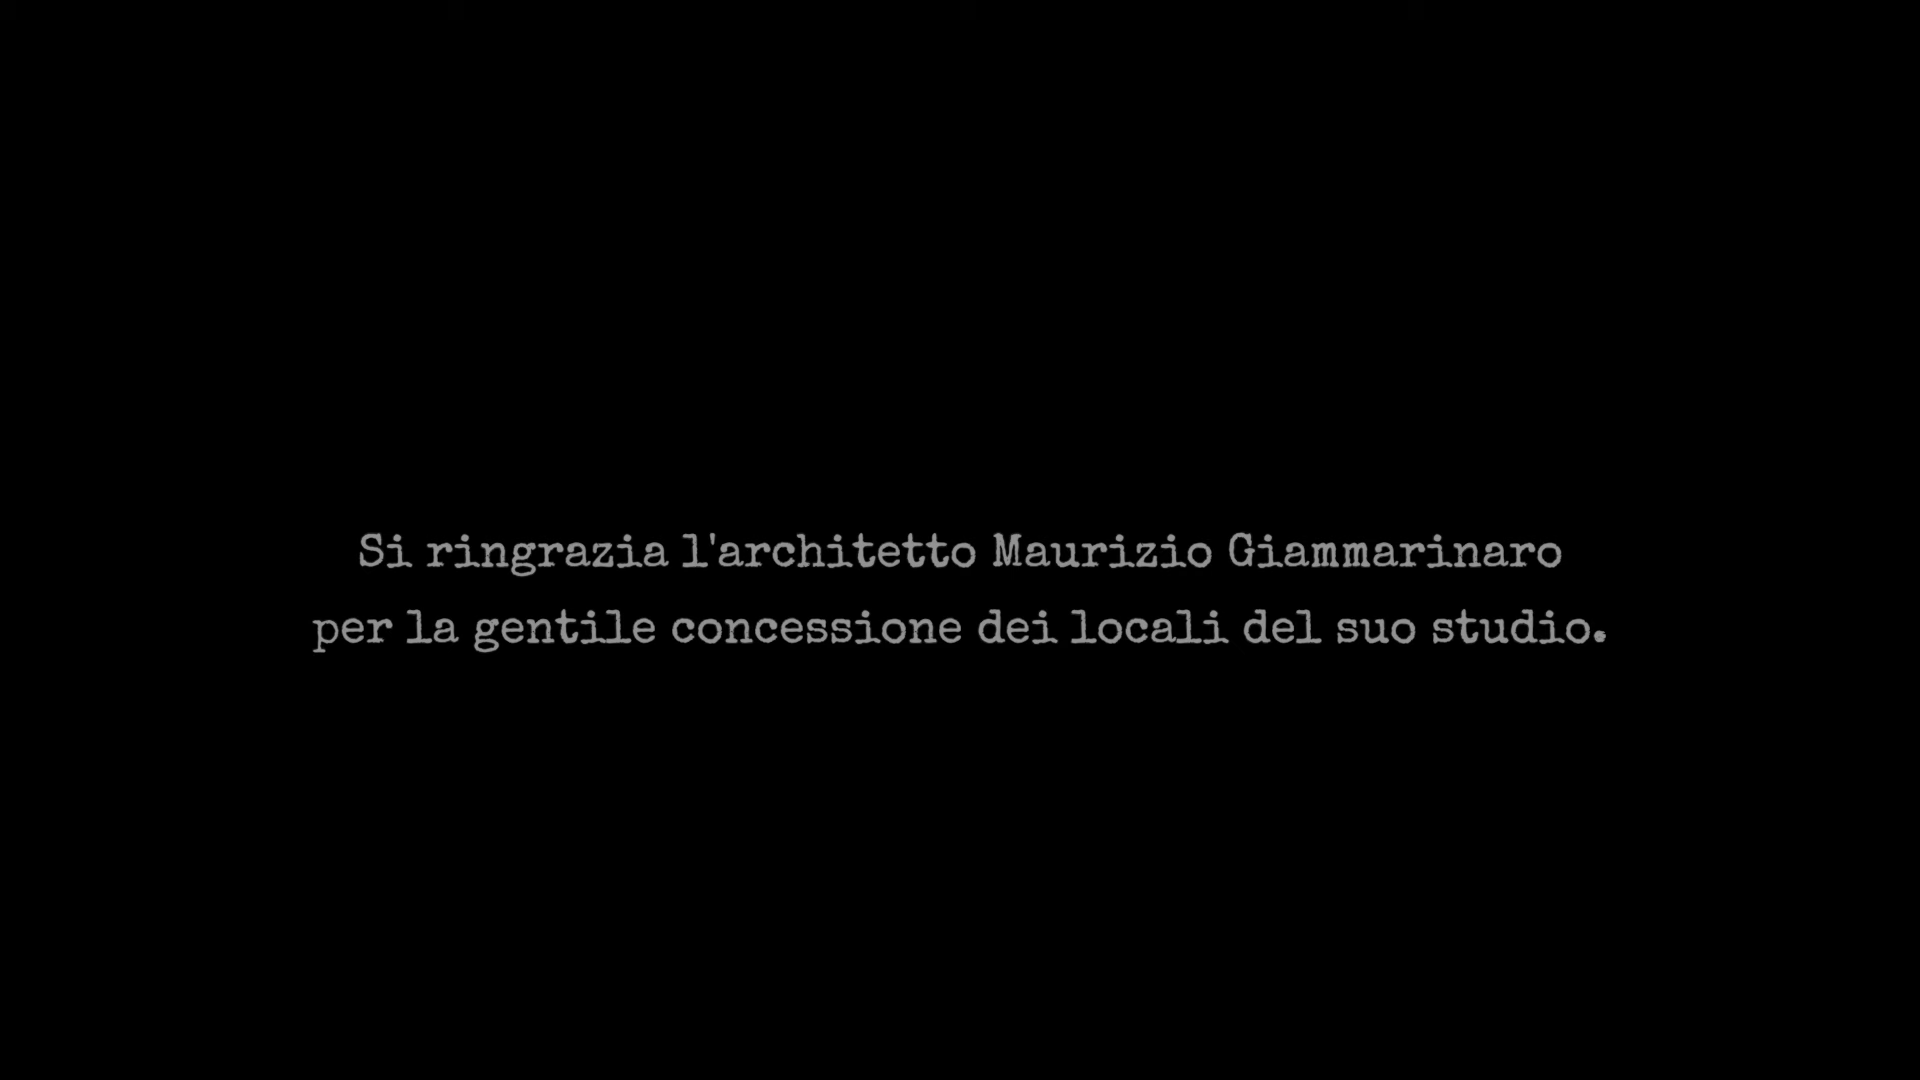 Si ringrazia l'architetto Maurizio Giammarinaro
per la gentile concessione dei locali del suo studio.